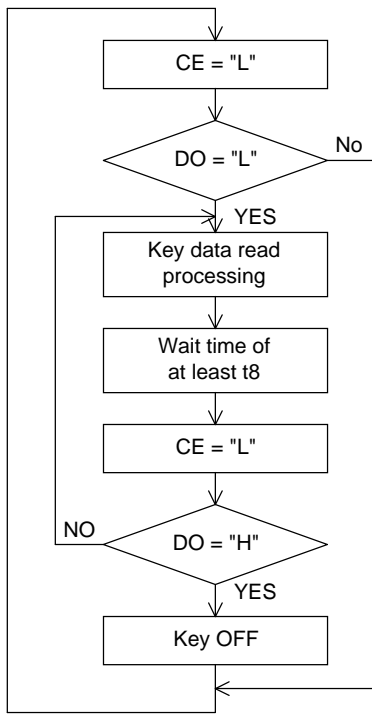 CE = "L"
DO = "L"
No
YES
Key data read
processing
Wait time of
at least t8
CE = "L"
DO = "H"
NO
YES
Key OFF